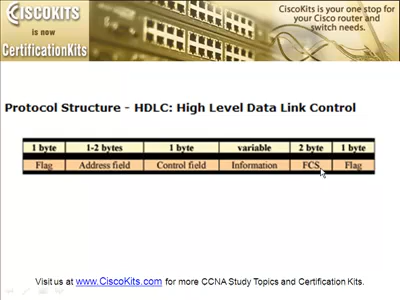 CISCOKITS
is now
CERTIFICATIONKITS
CiscoKits is your one stop for
your Cisco router and
switch needs.
Protocol Structure - HDLC: High Level Data Link Control
1 byte 1-2 bytes 1 byte variable 2 byte 1 byte
Flag Address field Control field Information FCS Flag
Visit us at www.CiscoKits.com for more CCNA Study Topics and Certification Kits.